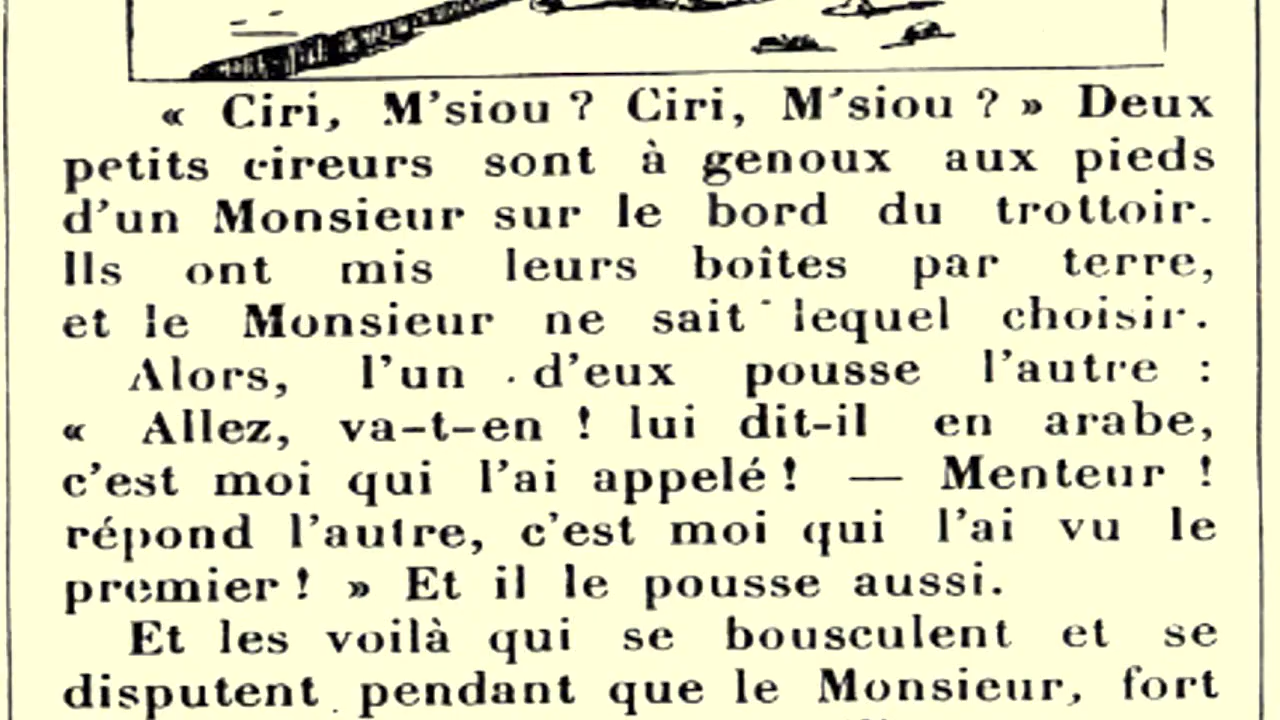 « Ciri, M'siou ? Ciri, M'siou ? » Deux
petits cireurs sont à genoux aux pieds
d'un Monsieur sur le bord du trottoir.
Ils ont mis leurs boîtes par terre,
et le Monsieur ne sait lequel choisir.
Alors, l'un d'eux pousse l'autre :
« Allez, va-t-en ! lui dit-il en arabe,
c'est moi qui l'ai appelé ! — Menteur !
répond l'autre, c'est moi qui l'ai vu le
premier ! » Et il le pousse aussi.
Et les voilà qui se bousculent et se
disputent pendant que le Monsieur, fort